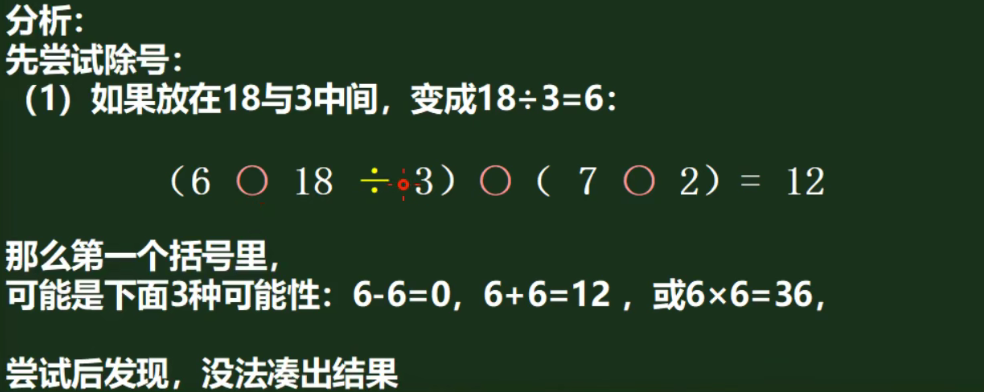 分析：
先尝试除号：
（1）如果放在18与3中间，变成18÷3=6：
（6 ○ 18 ÷ 3）○（ 7 ○ 2）= 12
那么第一个括号里，
可能是下面3种可能性：6-6=0，6+6=12 ，或6×6=36，
尝试后发现，没法凑出结果